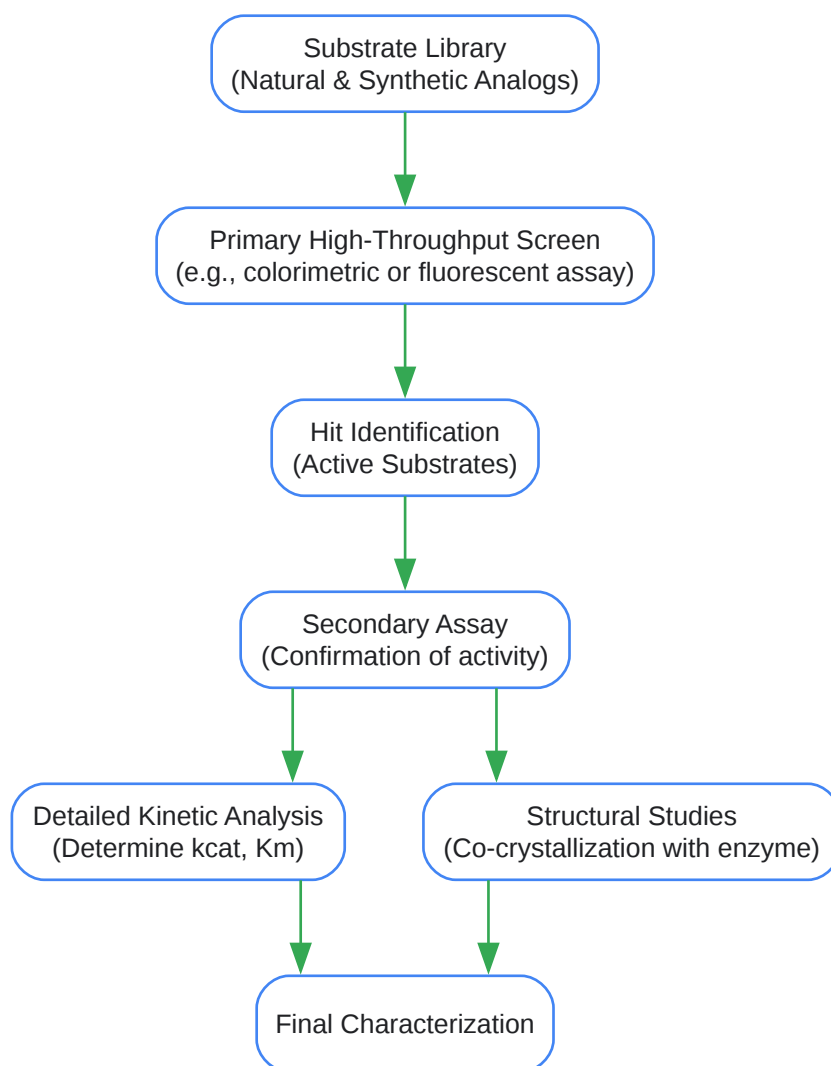 Substrate Library
(Natural & Synthetic Analogs)
Primary High-Throughput Screen
(e.g., colorimetric or fluorescent assay)
Hit Identification
(Active Substrates)
Secondary Assay
(Confirmation of activity)
Detailed Kinetic Analysis
(Determine kcat, Km)
Structural Studies
(Co-crystallization with enzyme)
Final Characterization